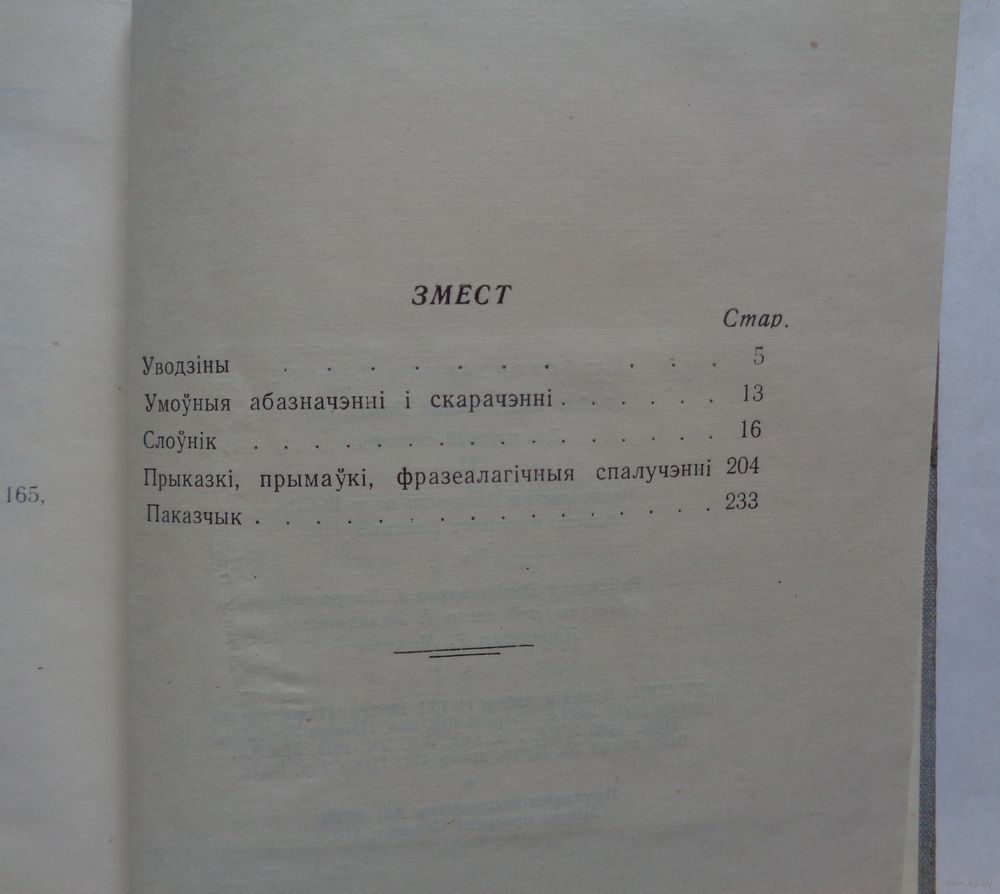 165,
ЗМЕСТ
Стар.
Уводзіны . . . . . . . . . . . 5
Умоўныя абазначэнні і скарачэнні . . . . . . 13
Слоўнік . . . . . . . . . . . . . . . 16
Прыказкі, прымаўкі, фразеалагічныя спалучэнні 204
Паказчык . . . . . . . . . . . . . . . 233